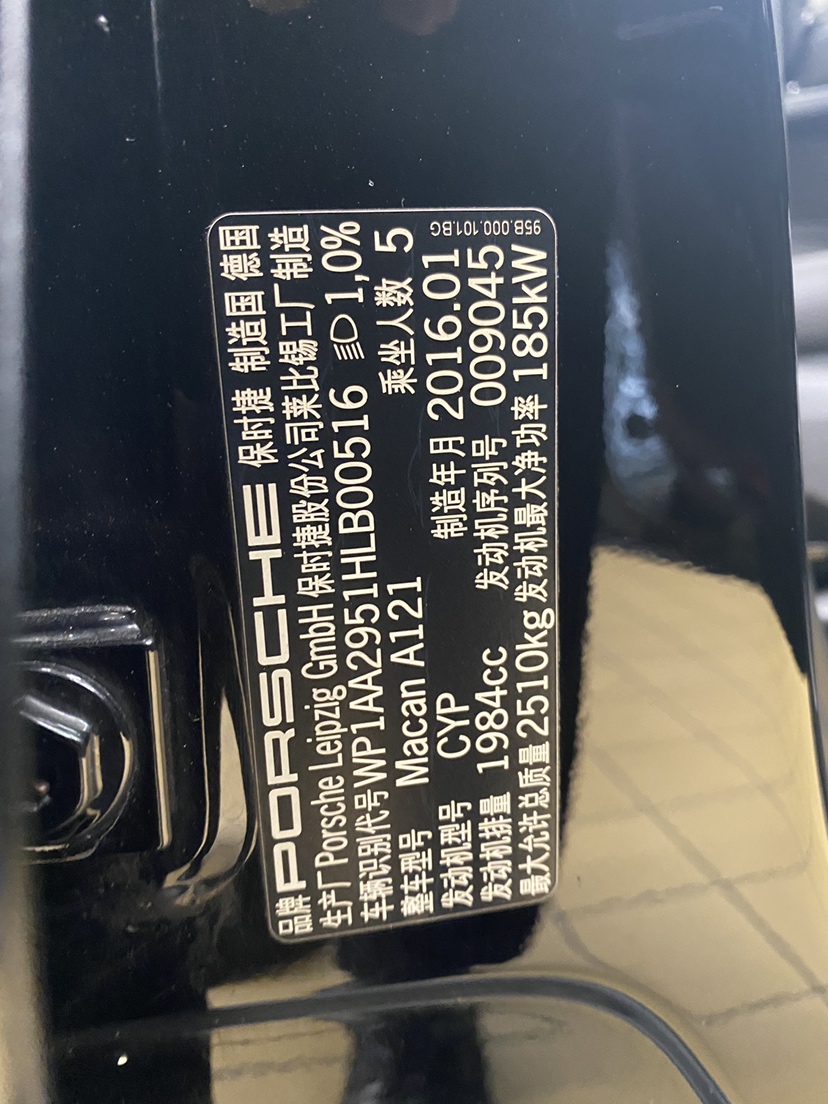 品牌 PORSCHE 保时捷 制造国 德国
生产厂 Porsche Leipzig GmbH 保时捷股份公司莱比锡工厂制造
车辆识别代号 WP1AA2951HLB00516 1,0%
整车型号 Macan A121 乘坐人数 5
发动机型号 CYP 制造年月 2016.01
发动机排量 1984cc 发动机序列号 009045
最大允许总质量 2510kg 发动机最大净功率 185kW
95B.000.101.BG